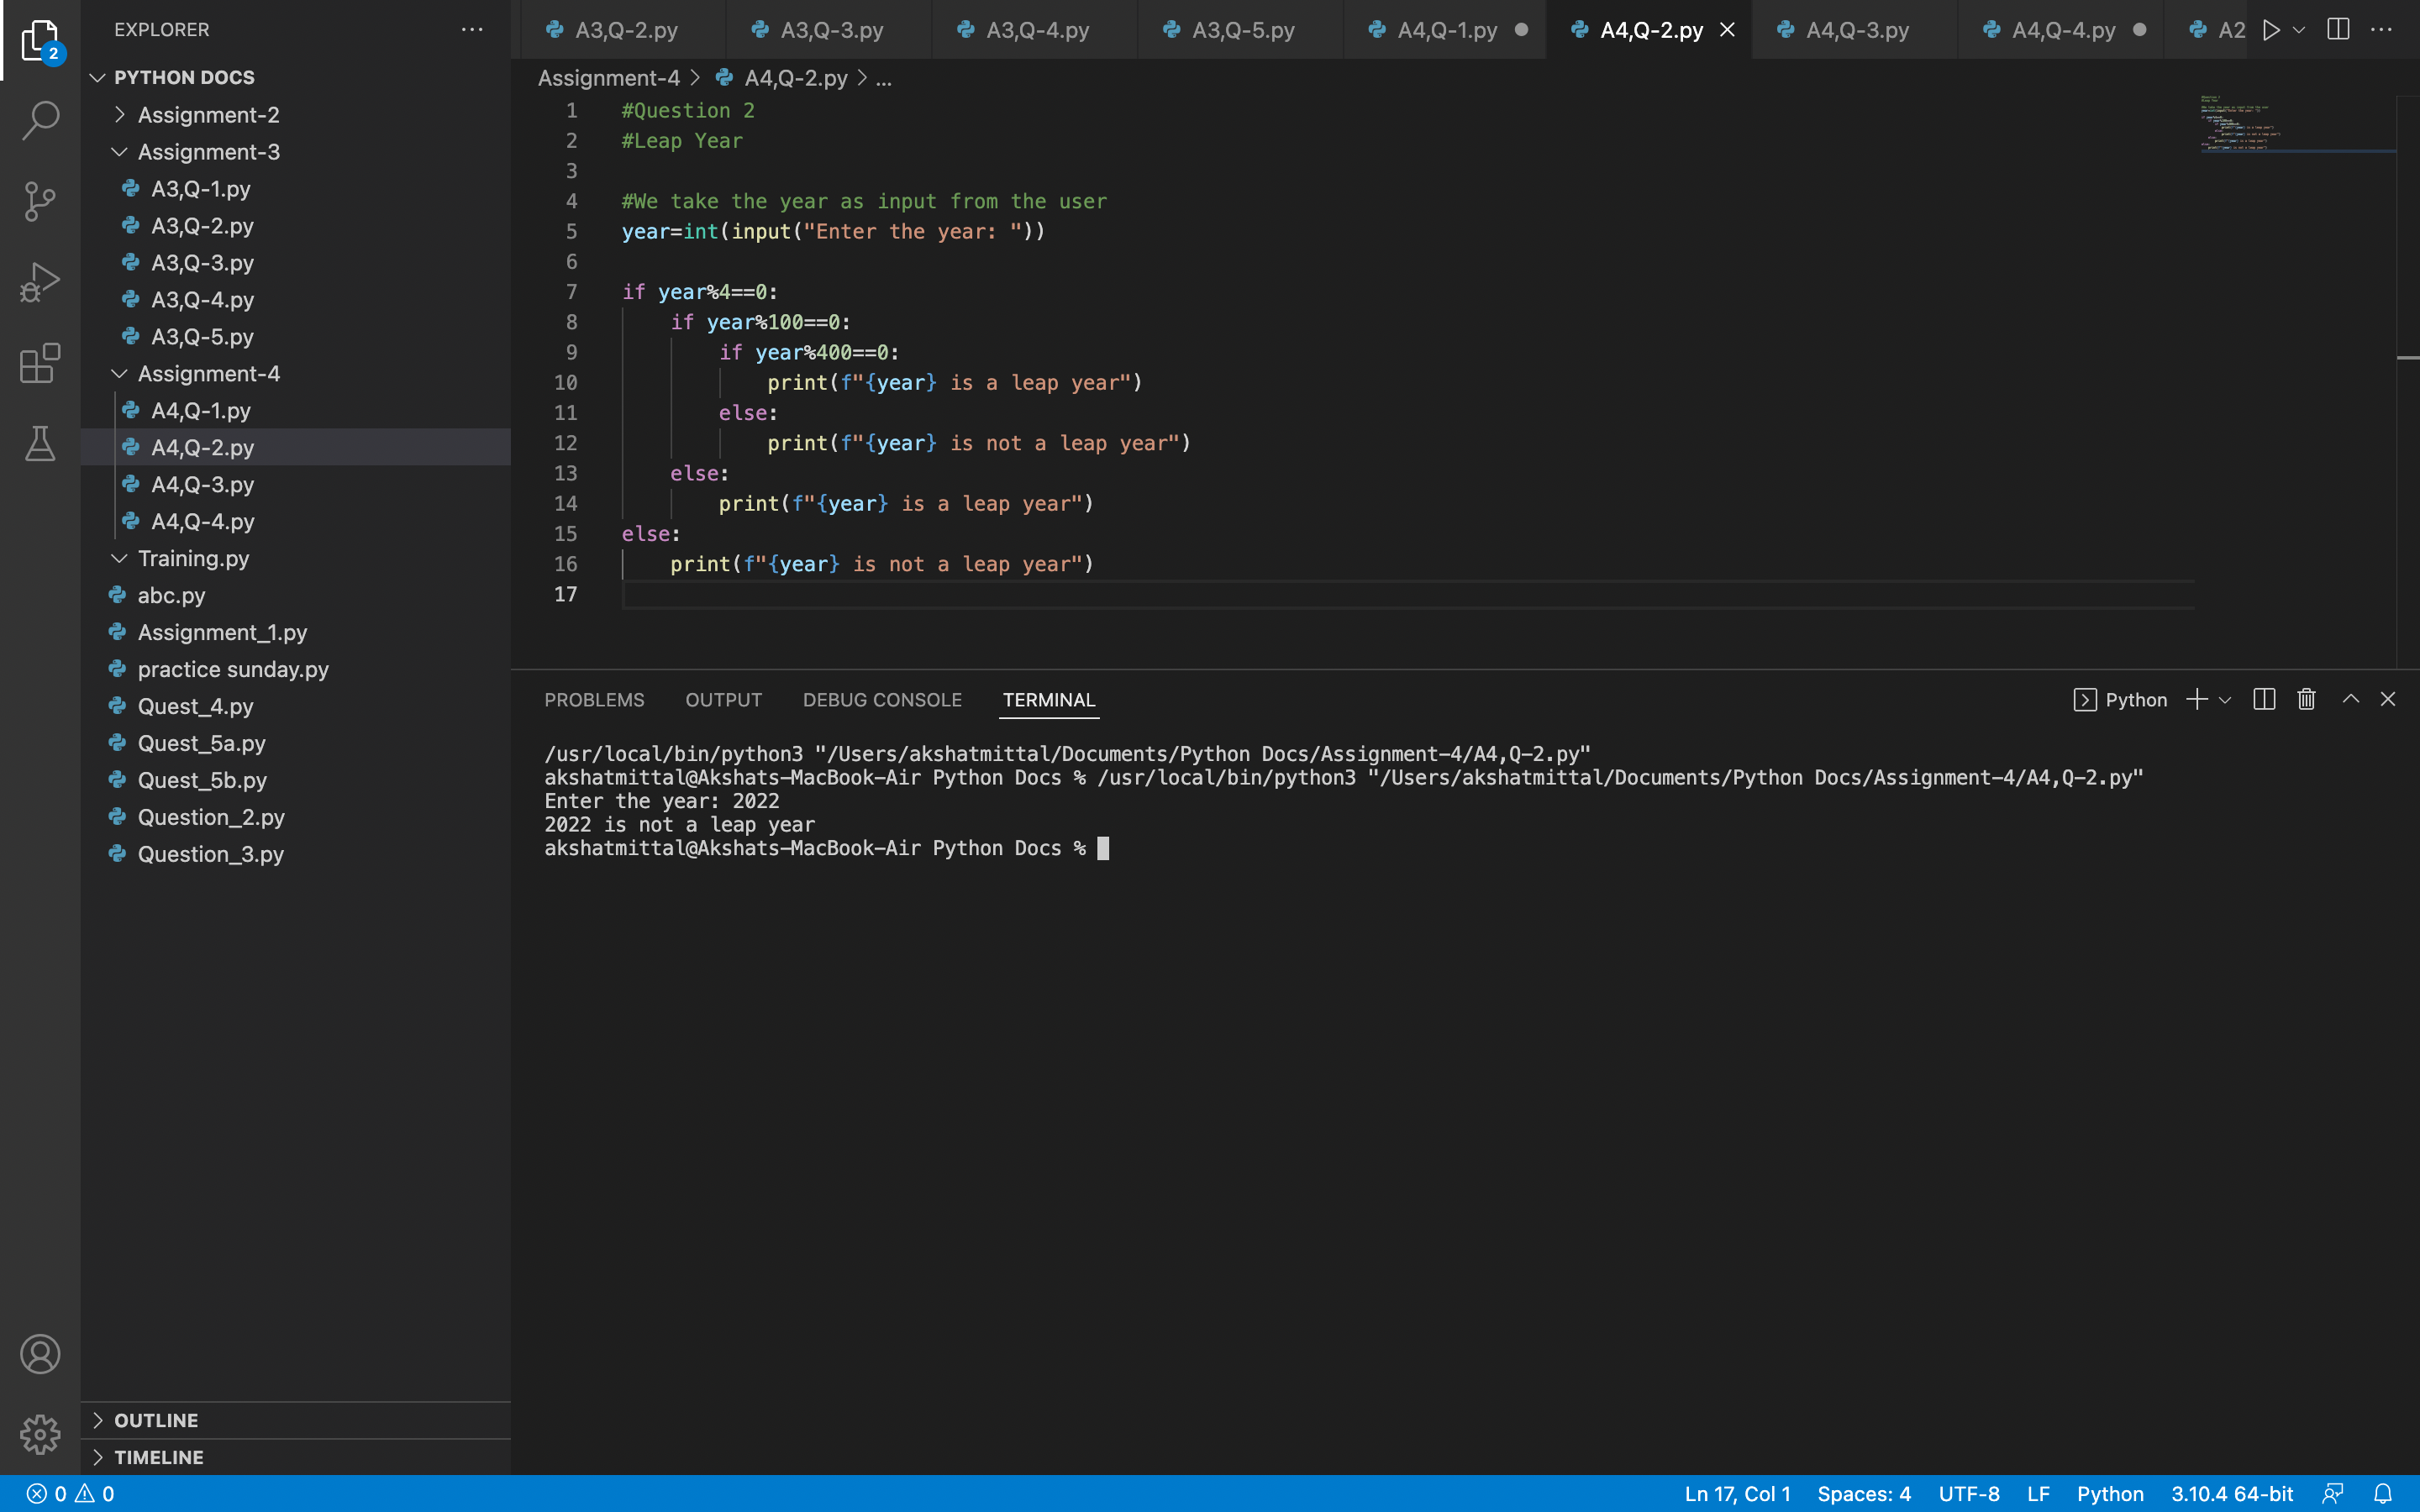 2
EXPLORER
PYTHON DOCS
Assignment-2
Assignment-3
A3,Q-1.py
A3,Q-2.py
A3,Q-3.py
A3,Q-4.py
A3,Q-5.py
Assignment-4
A4,Q-1.py
A4,Q-2.py
A4,Q-3.py
A4,Q-4.py
Training.py
abc.py
Assignment_1.py
practice sunday.py
Quest_4.py
Quest_5a.py
Quest_5b.py
Question_2.py
Question_3.py
OUTLINE
TIMELINE
A3,Q-2.py A3,Q-3.py A3,Q-4.py A3,Q-5.py A4,Q-1.py A4,Q-2.py A4,Q-3.py A4,Q-4.py A2
Assignment-4 > A4,Q-2.py > ...
1 #Question 2
2 #Leap Year
3
4 #We take the year as input from the user
5 year=int(input("Enter the year: "))
6
7 if year%4==0:
8     if year%100==0:
9         if year%400==0:
10             print(f"{year} is a leap year")
11         else:
12             print(f"{year} is not a leap year")
13     else:
14         print(f"{year} is a leap year")
15 else:
16     print(f"{year} is not a leap year")
17
PROBLEMS OUTPUT DEBUG CONSOLE TERMINAL Python
/usr/local/bin/python3 "/Users/akshatmittal/Documents/Python Docs/Assignment-4/A4,Q-2.py"
akshatmittal@Akshats-MacBook-Air Python Docs % /usr/local/bin/python3 "/Users/akshatmittal/Documents/Python Docs/Assignment-4/A4,Q-2.py"
Enter the year: 2022
2022 is not a leap year
akshatmittal@Akshats-MacBook-Air Python Docs %
0 0 Ln 17, Col 1 Spaces: 4 UTF-8 LF Python 3.10.4 64-bit